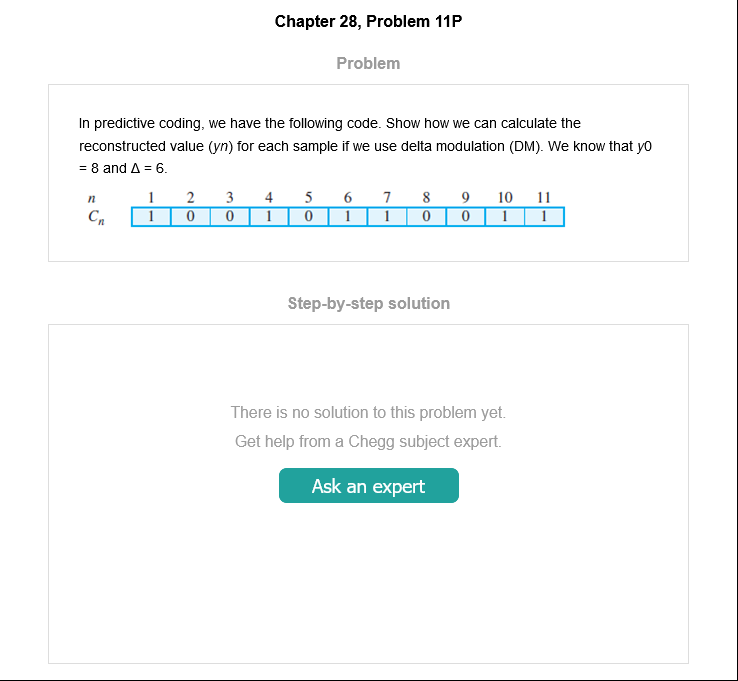 Chapter 28, Problem 11P
Problem
In predictive coding, we have the following code. Show how we can calculate the
reconstructed value (yn) for each sample if we use delta modulation (DM). We know that y0
= 8 and Δ = 6.
n 1 2 3 4 5 6 7 8 9 10 11
Cn 1 0 0 1 0 1 1 0 0 1 1
Step-by-step solution
There is no solution to this problem yet.
Get help from a Chegg subject expert.
Ask an expert